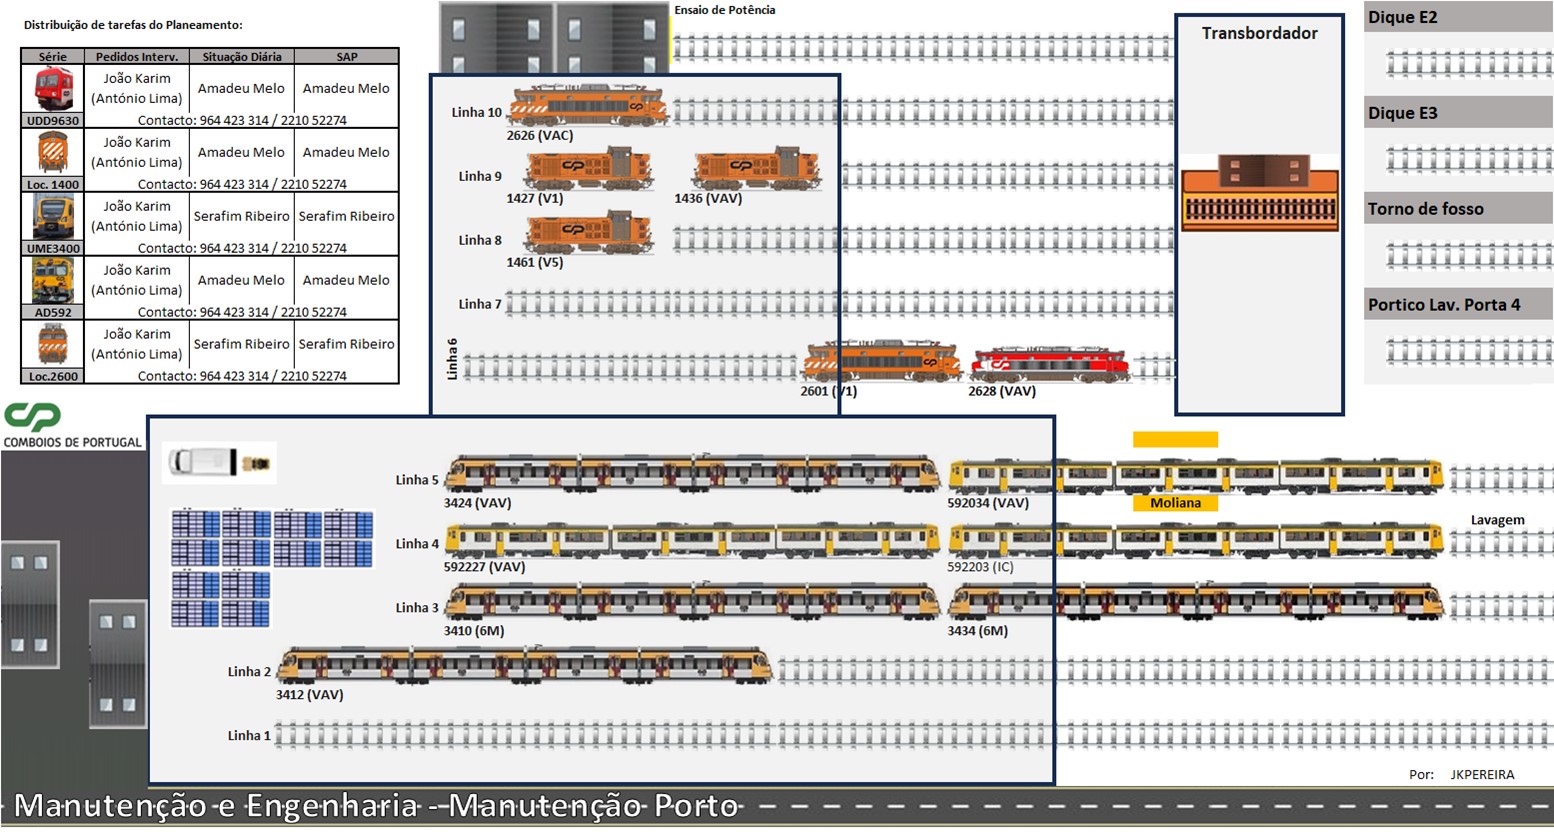 Distribuição de tarefas do Planeamento:
Série Pedidos Interv. Situação Diária SAP
João Karim
(António Lima) Amadeu Melo Amadeu Melo
UDD9630 Contacto: 964 423 314 / 2210 52274
João Karim
(António Lima) Amadeu Melo Amadeu Melo
Loc. 1400 Contacto: 964 423 314 / 2210 52274
João Karim
(António Lima) Serafim Ribeiro Serafim Ribeiro
UME3400 Contacto: 964 423 314 / 2210 52274
João Karim
(António Lima) Amadeu Melo Amadeu Melo
AD592 Contacto: 964 423 314 / 2210 52274
João Karim
(António Lima) Serafim Ribeiro Serafim Ribeiro
Loc.2600 Contacto: 964 423 314 / 2210 52274
CP
COMBOIOS DE PORTUGAL
Ensaio de Potência
Linha 10
2626 (VAC)
Linha 9
1427 (V1) 1436 (VAV)
Linha 8
1461 (V5)
Linha 7
Linha 6
2601 (V1) 2628 (VAV)
Transbordador
Dique E2
Dique E3
Torno de fosso
Portico Lav. Porta 4
Linha 5
3424 (VAV) 592034 (VAV)
Moliana
Lavagem
Linha 4
592227 (VAV) 592203 (IC)
Linha 3
3410 (6M) 3434 (6M)
Linha 2
3412 (VAV)
Linha 1
Por: JKPEREIRA
Manutenção e Engenharia - Manutenção Porto